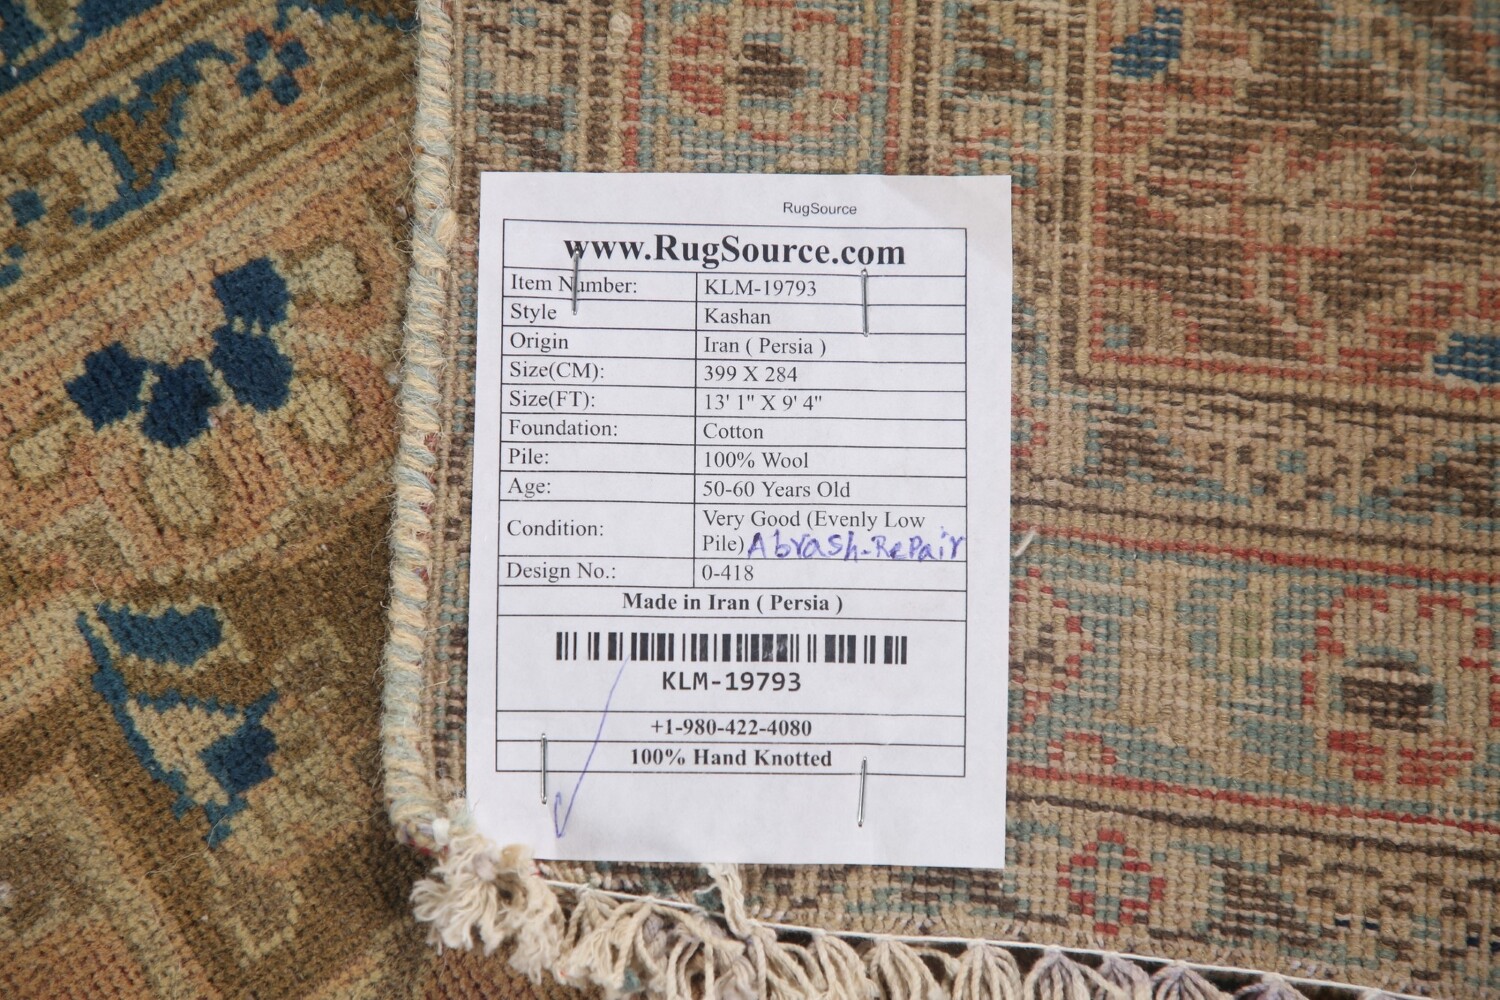 RugSource
www.RugSource.com
Item Number: KLM-19793
Style Kashan
Origin Iran ( Persia )
Size(CM): 399 X 284
Size(FT): 13' 1" X 9' 4"
Foundation: Cotton
Pile: 100% Wool
Age: 50-60 Years Old
Condition: Very Good (Evenly Low
Pile) Abrash-RePair
Design No.: 0-418
Made in Iran ( Persia )
KLM-19793
+1-980-422-4080
100% Hand Knotted